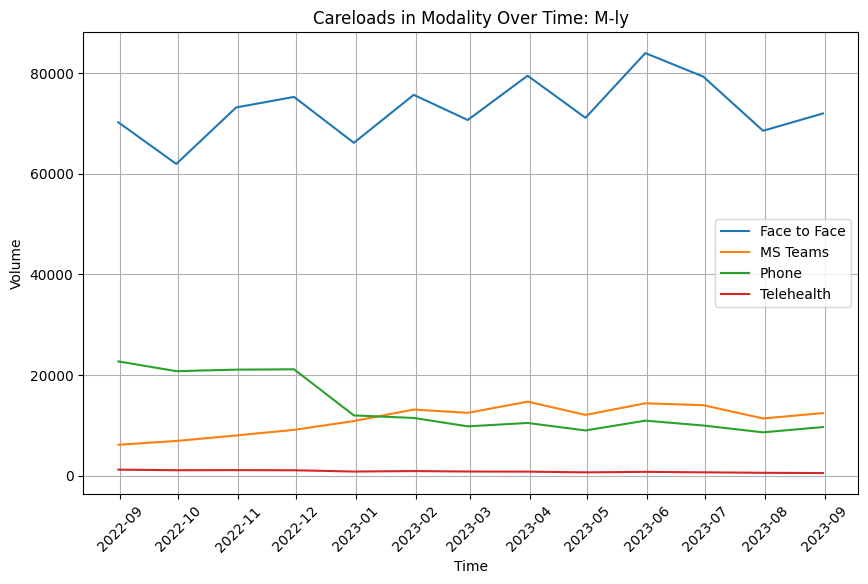 Careloads in Modality Over Time: M-ly
80000
60000
40000
20000
0
Volume
Face to Face
MS Teams
Phone
Telehealth
2022-09
2022-10
2022-11
2022-12
2023-01
2023-02
2023-03
2023-04
2023-05
2023-06
2023-07
2023-08
2023-09
Time